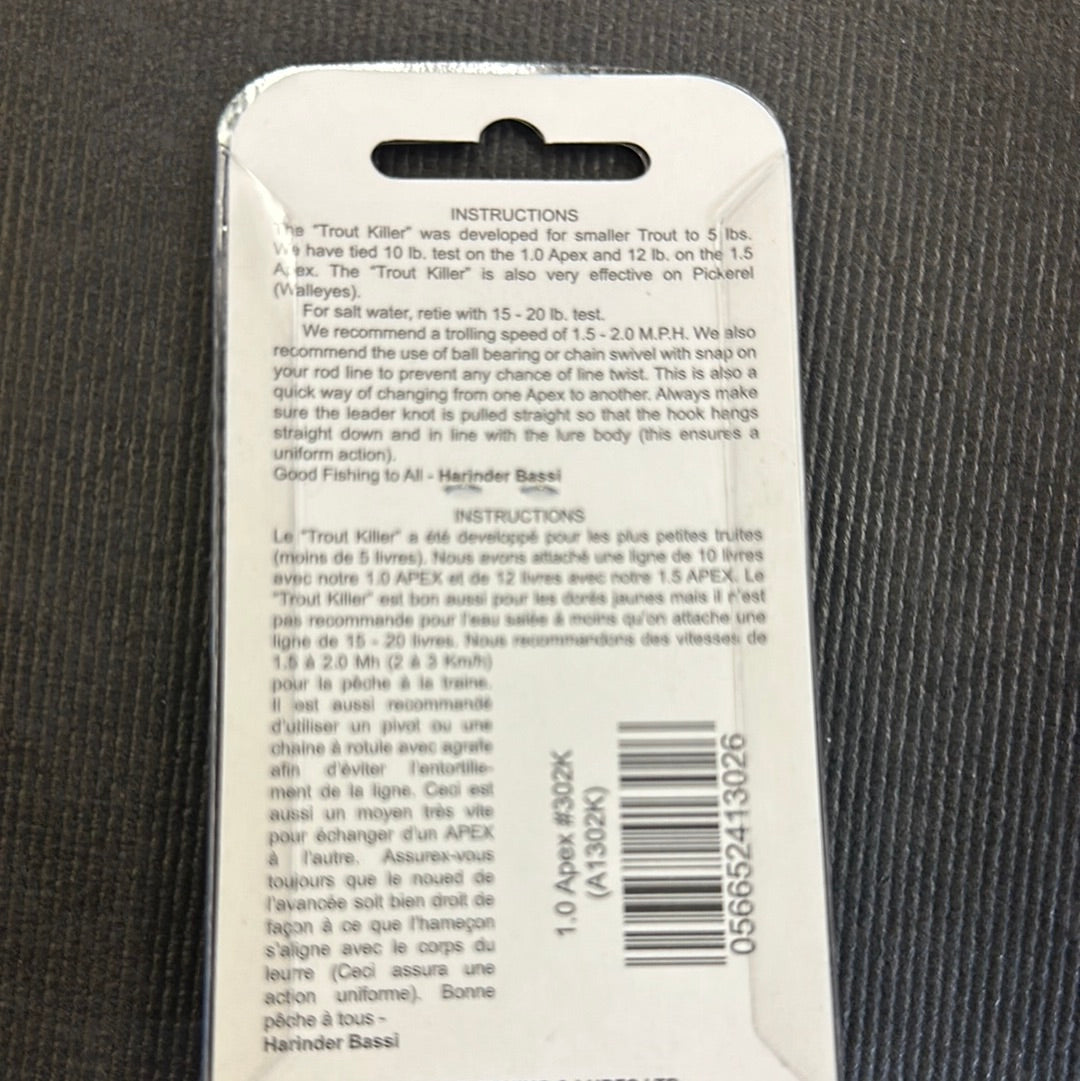 INSTRUCTIONS
The "Trout Killer" was developed for smaller Trout to 5 lbs.
We have tied 10 lb. test on the 1.0 Apex and 12 lb. on the 1.5
Apex. The "Trout Killer" is also very effective on Pickerel
(Walleyes).
For salt water, retie with 15 - 20 lb. test.
We recommend a trolling speed of 1.5 - 2.0 M.P.H. We also
recommend the use of ball bearing or chain swivel with snap on
your rod line to prevent any chance of line twist. This is also a
quick way of changing from one Apex to another. Always make
sure the leader knot is pulled straight so that the hook hangs
straight down and in line with the lure body (this ensures a
uniform action).
Good Fishing to All - Harinder Bassi
INSTRUCTIONS
Le "Trout Killer" a été developpé pour les plus petites truites
(moins de 5 livres). Nous avons attaché une ligne de 10 livres
avec notre 1.0 APEX et de 12 livres avec notre 1.5 APEX. Le
"Trout Killer" est bon aussi pour les dorés jaunes mais il n'est
pas recommande pour l'eau salée à moins qu'on attache une
ligne de 15 - 20 livres. Nous recommandons des vitesses de
1.5 à 2.0 Mh (2 à 3 Km/h)
pour la pêche à la traine.
Il est aussi recommandé
d'utiliser un pivot ou une
chaine à rotule avec agrafe
afin d'éviter l'entortille-
ment de la ligne. Ceci est
aussi un moyen très vite
pour échanger d'un APEX
à l'autre. Assurex-vous
toujours que le noued de
l'avancée soit bien droit de
façon à ce que l'hameçon
s'aligne avec le corps du
leurre (Ceci assura une
action uniforme). Bonne
pêche à tous -
Harinder Bassi
1.0 Apex #302K
(A1302K)
056652413026